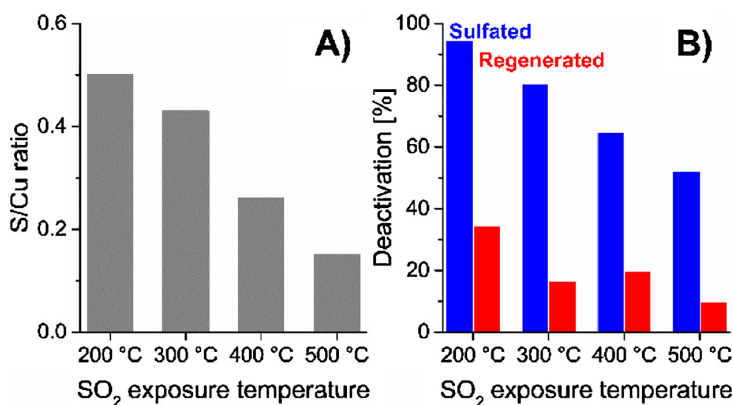 A)
S/Cu ratio
0.6
0.4
0.2
0.0
200 °C 300 °C 400 °C 500 °C
SO₂ exposure temperature
B)
Sulfated
Regenerated
Deactivation [%]
100
80
60
40
20
0
200 °C 300 °C 400 °C 500 °C
SO₂ exposure temperature